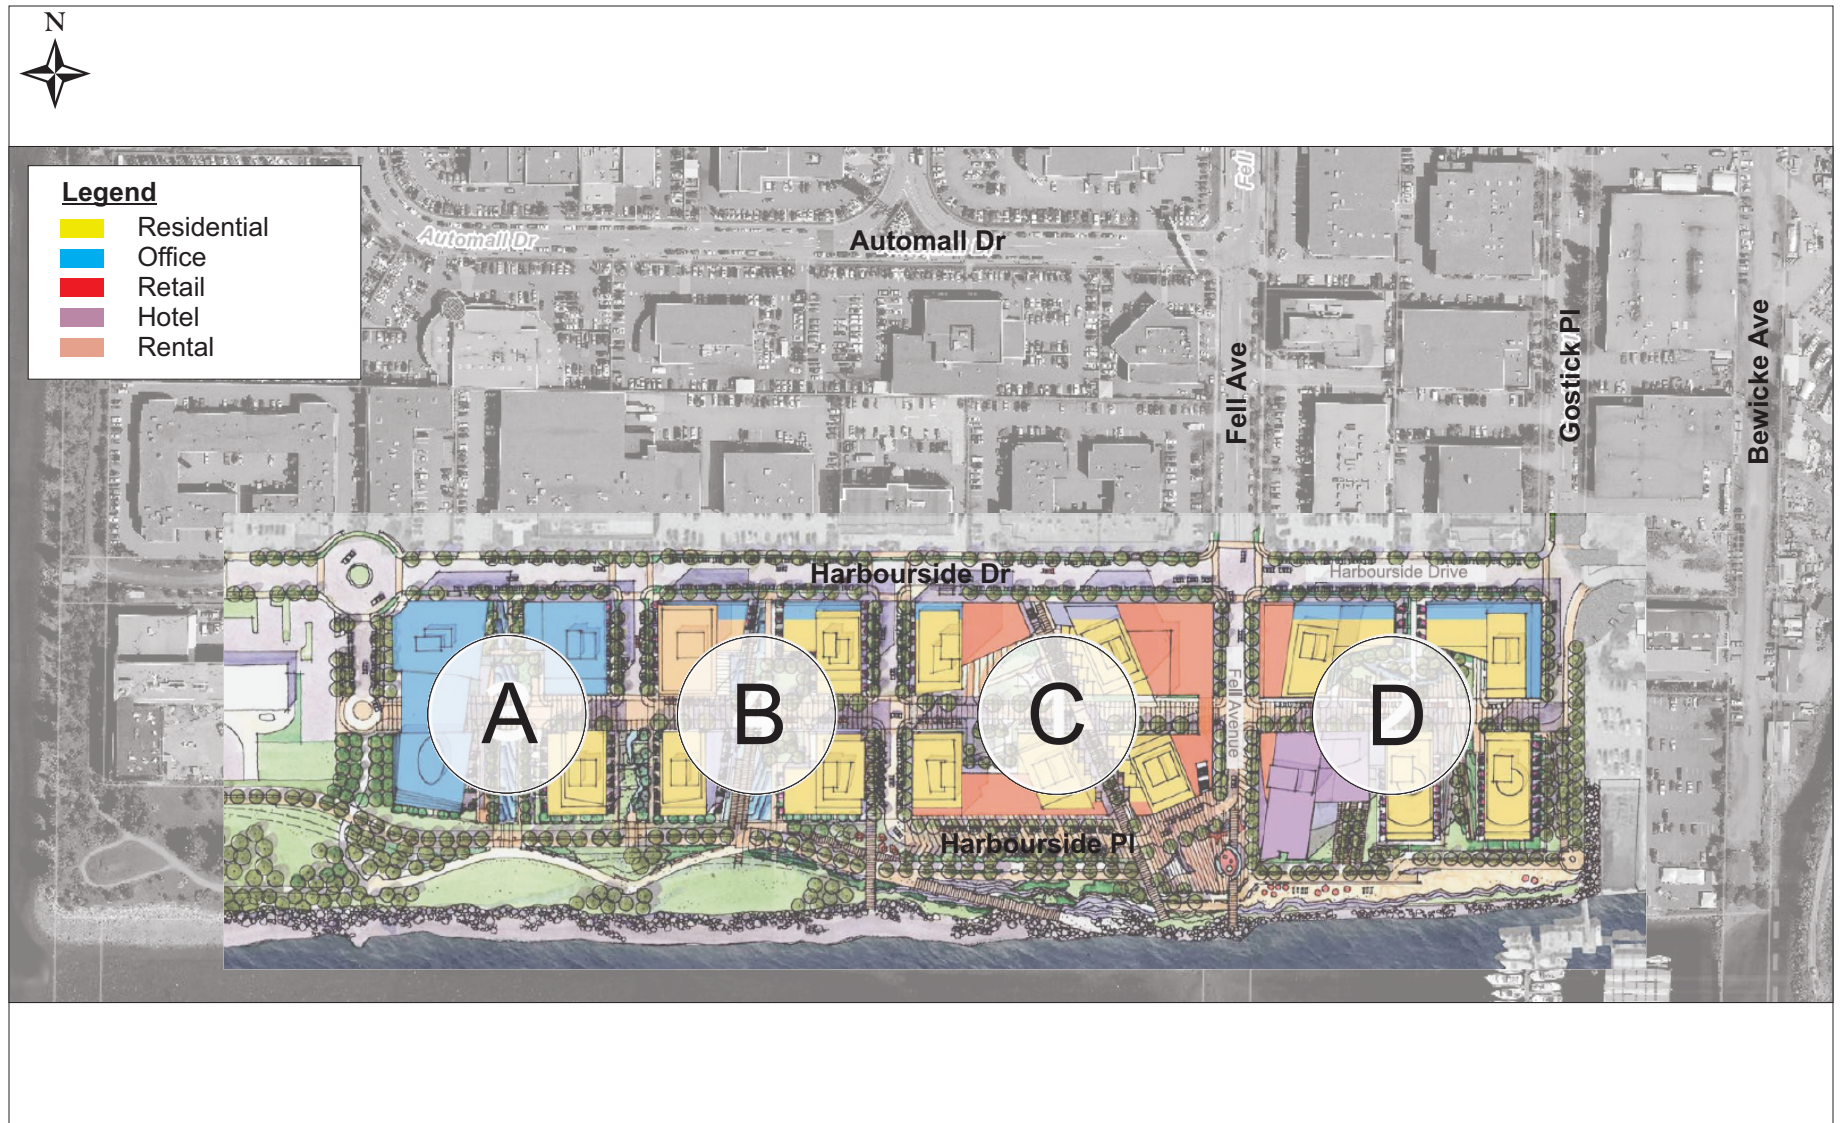 N
Legend
Residential
Office
Retail
Hotel
Rental
Fell
Automall Dr
Automall Dr
Fell Ave
Gostick Pl
Bewicke Ave
Harbourside Dr
Harbourside Drive
A
B
C
D
Fell Avenue
Harbourside Pl